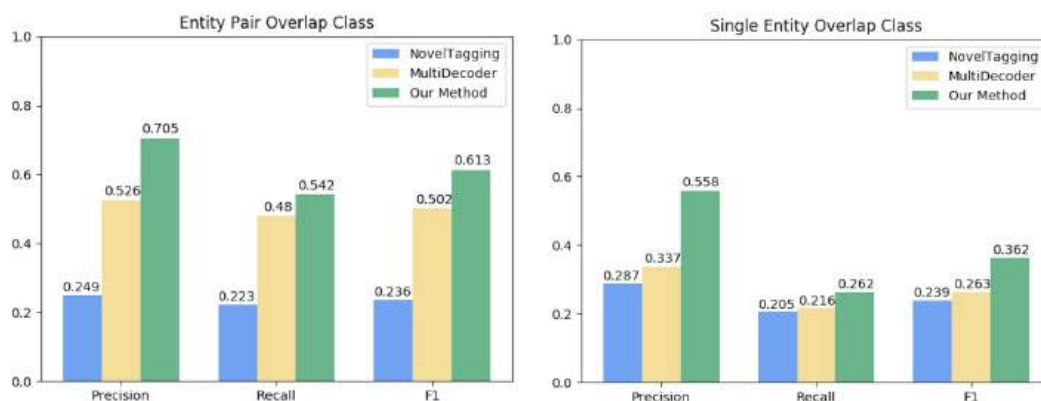 Entity Pair Overlap Class
1.0
0.8
0.6
0.4
0.2
0.0
NovelTagging
MultiDecoder
Our Method
0.249
0.526
0.705
0.223
0.48
0.542
0.236
0.502
0.613
Precision
Recall
F1
Single Entity Overlap Class
1.0
0.8
0.6
0.4
0.2
0.0
NovelTagging
MultiDecoder
Our Method
0.287
0.337
0.558
0.205
0.216
0.262
0.239
0.263
0.362
Precision
Recall
F1